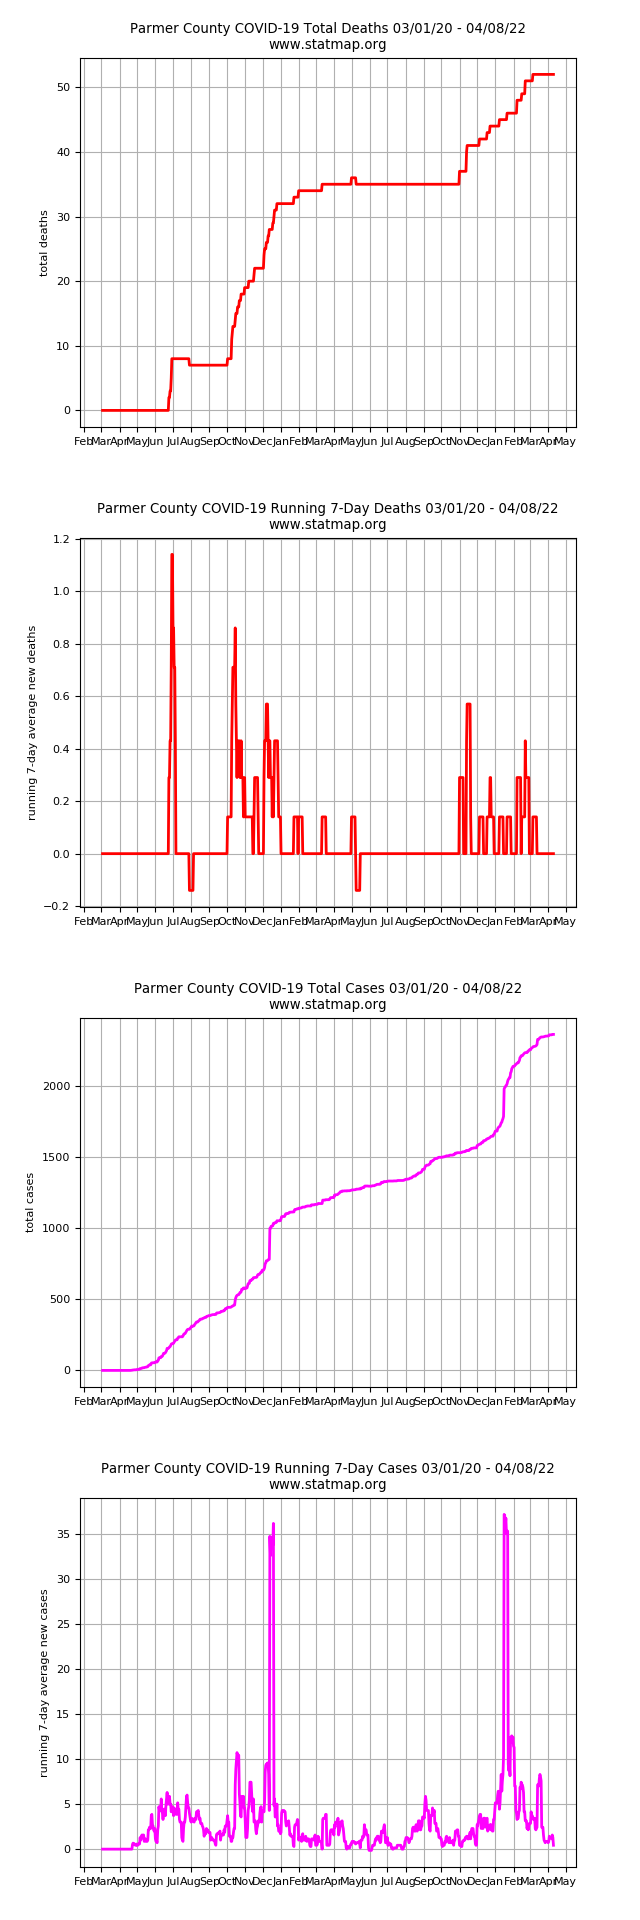 Parmer County COVID-19 Total Deaths 03/01/20 - 04/08/22
www.statmap.org
50
40
30
20
10
0
total deaths
Feb Mar Apr May Jun Jul Aug Sep Oct Nov Dec Jan Feb Mar Apr May Jun Jul Aug Sep Oct Nov Dec Jan Feb Mar Apr May
Parmer County COVID-19 Running 7-Day Deaths 03/01/20 - 04/08/22
www.statmap.org
1.2
1.0
0.8
0.6
0.4
0.2
0.0
−0.2
running 7-day average new deaths
Feb Mar Apr May Jun Jul Aug Sep Oct Nov Dec Jan Feb Mar Apr May Jun Jul Aug Sep Oct Nov Dec Jan Feb Mar Apr May
Parmer County COVID-19 Total Cases 03/01/20 - 04/08/22
www.statmap.org
2000
1500
1000
500
0
total cases
Feb Mar Apr May Jun Jul Aug Sep Oct Nov Dec Jan Feb Mar Apr May Jun Jul Aug Sep Oct Nov Dec Jan Feb Mar Apr May
Parmer County COVID-19 Running 7-Day Cases 03/01/20 - 04/08/22
www.statmap.org
35
30
25
20
15
10
5
0
running 7-day average new cases
Feb Mar Apr May Jun Jul Aug Sep Oct Nov Dec Jan Feb Mar Apr May Jun Jul Aug Sep Oct Nov Dec Jan Feb Mar Apr May